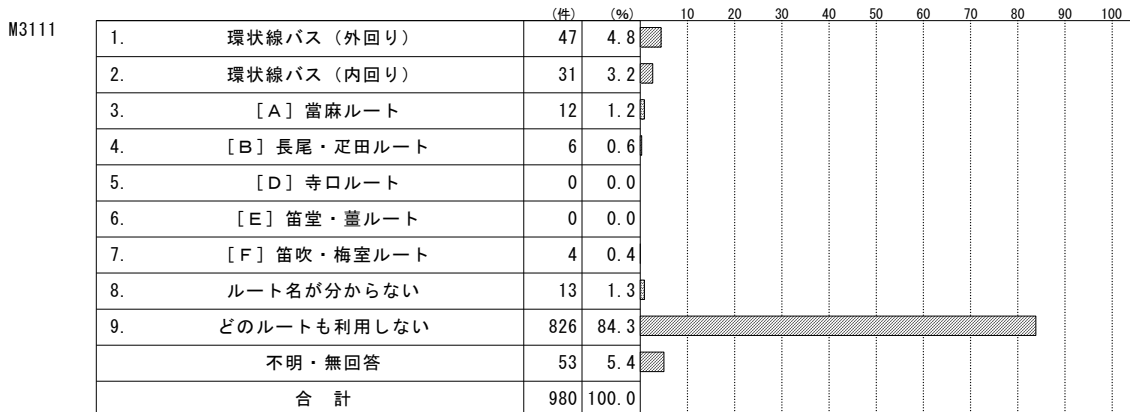 (件) (%) 10 20 30 40 50 60 70 80 90 100
M3111
1. 環状線バス（外回り） 47 4.8
2. 環状線バス（内回り） 31 3.2
3. ［Ａ］當麻ルート 12 1.2
4. ［Ｂ］長尾・疋田ルート 6 0.6
5. ［Ｄ］寺口ルート 0 0.0
6. ［Ｅ］笛堂・薑ルート 0 0.0
7. ［Ｆ］笛吹・梅室ルート 4 0.4
8. ルート名が分からない 13 1.3
9. どのルートも利用しない 826 84.3
不明・無回答 53 5.4
合 計 980 100.0